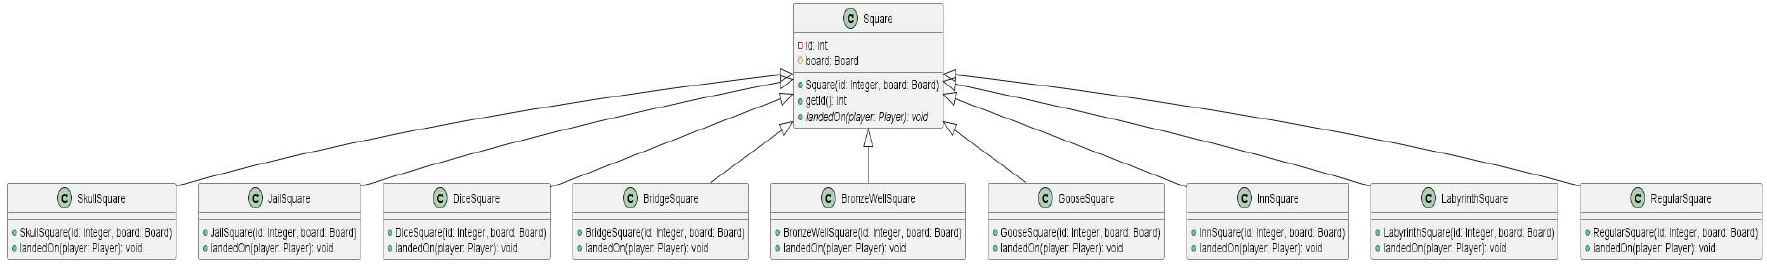 C Square
id: Int
board: Board
Square(id: Integer, board: Board)
getId(): Int
landedOn(player: Player): void
C SkullSquare
SkullSquare(id: Integer, board: Board)
landedOn(player: Player): void
C JailSquare
JailSquare(id: Integer, board: Board)
landedOn(player: Player): void
C DiceSquare
DiceSquare(id: Integer, board: Board)
landedOn(player: Player): void
C BridgeSquare
BridgeSquare(id: Integer, board: Board)
landedOn(player: Player): void
C BronzeWellSquare
BronzeWellSquare(id: Integer, board: Board)
landedOn(player: Player): void
C GooseSquare
GooseSquare(id: Integer, board: Board)
landedOn(player: Player): void
C InnSquare
InnSquare(id: Integer, board: Board)
landedOn(player: Player): void
C LabyrinthSquare
LabyrinthSquare(id: Integer, board: Board)
landedOn(player: Player): void
C RegularSquare
RegularSquare(id: Integer, board: Board)
landedOn(player: Player): void